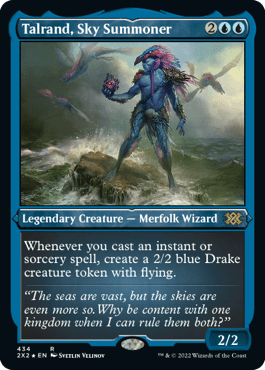 Talrand, Sky Summoner 2
Legendary Creature — Merfolk Wizard
Whenever you cast an instant or
sorcery spell, create a 2/2 blue Drake
creature token with flying.
“The seas are vast, but the skies are
even more so. Why be content with one
kingdom when I can rule them both?”
2/2
434 R
2X2 ★ EN Svetlin Velinov
™ & © 2022 Wizards of the Coast